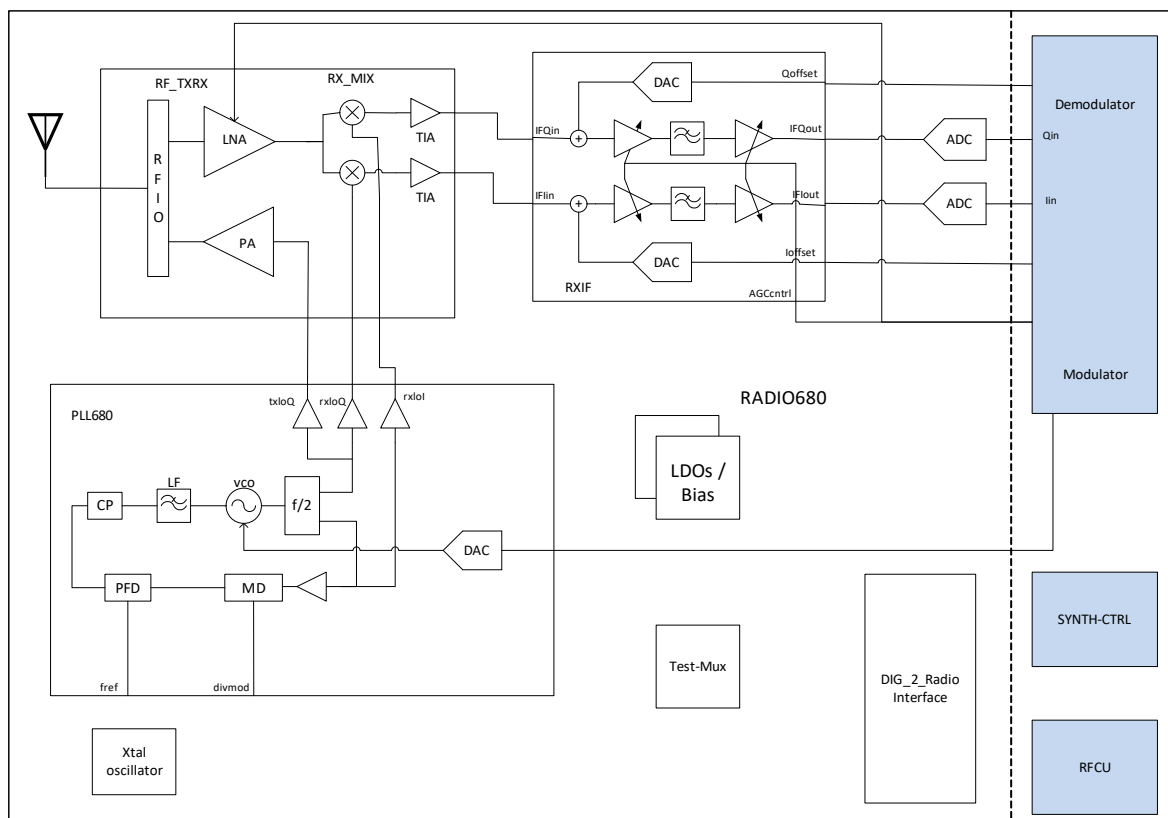 RF_TXRX
RX_MIX
R
F
I
O
LNA
PA
TIA
TIA
DAC
Qoffset
IFQin
+
IFQout
ADC
Qin
IFIin
+
IFIout
ADC
Iin
DAC
Ioffset
RXIF
AGCcntrl
Demodulator
Modulator
RADIO680
PLL680
txloQ
rxloQ
rxloI
CP
LF
vco
f/2
DAC
PFD
MD
fref
divmod
LDOs /
Bias
Test-Mux
DIG_2_Radio
Interface
Xtal
oscillator
SYNTH-CTRL
RFCU